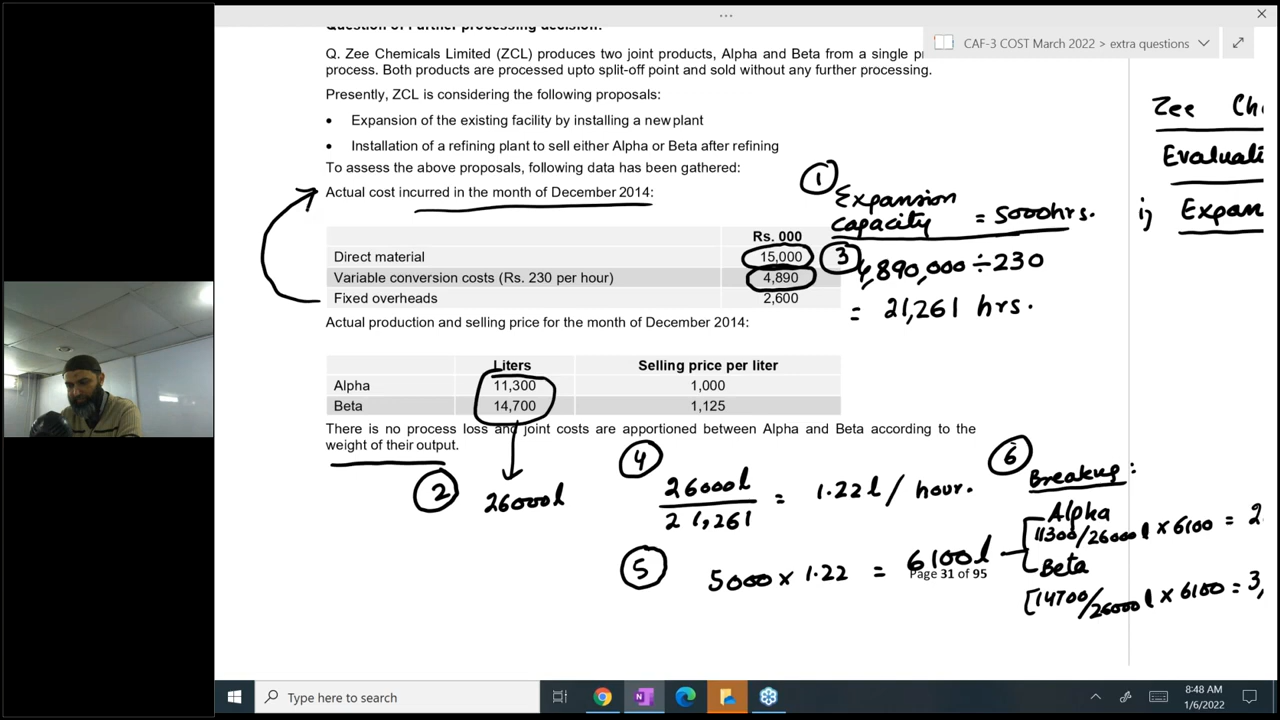 Question of Further processing decision:
CAF-3 COST March 2022 > extra questions
Q. Zee Chemicals Limited (ZCL) produces two joint products, Alpha and Beta from a single
process. Both products are processed upto split-off point and sold without any further processing.
Presently, ZCL is considering the following proposals:
• Expansion of the existing facility by installing a new plant
• Installation of a refining plant to sell either Alpha or Beta after refining
To assess the above proposals, following data has been gathered:
Actual cost incurred in the month of December 2014:
Rs. 000
Direct material 15,000
Variable conversion costs (Rs. 230 per hour) 4,890
Fixed overheads 2,600
Actual production and selling price for the month of December 2014:
Liters Selling price per liter
Alpha 11,300 1,000
Beta 14,700 1,125
There is no process loss and joint costs are apportioned between Alpha and Beta according to the
weight of their output.
Page 31 of 95
1
Expansion
capacity = 5000hrs.
3
4,890,000 ÷ 230
= 21,261 hrs.
2
26000l
4
26000l
21,261
= 1.22l / hour.
5
5000 x 1.22 = 6100l
6
Breakup:
Alpha
11300/26000l x 6100 = 2
Beta
[14700/26000l x 6100 = 3,
Zee Ch
Evaluati
i, Expan
Type here to search
8:48 AM
1/6/2022